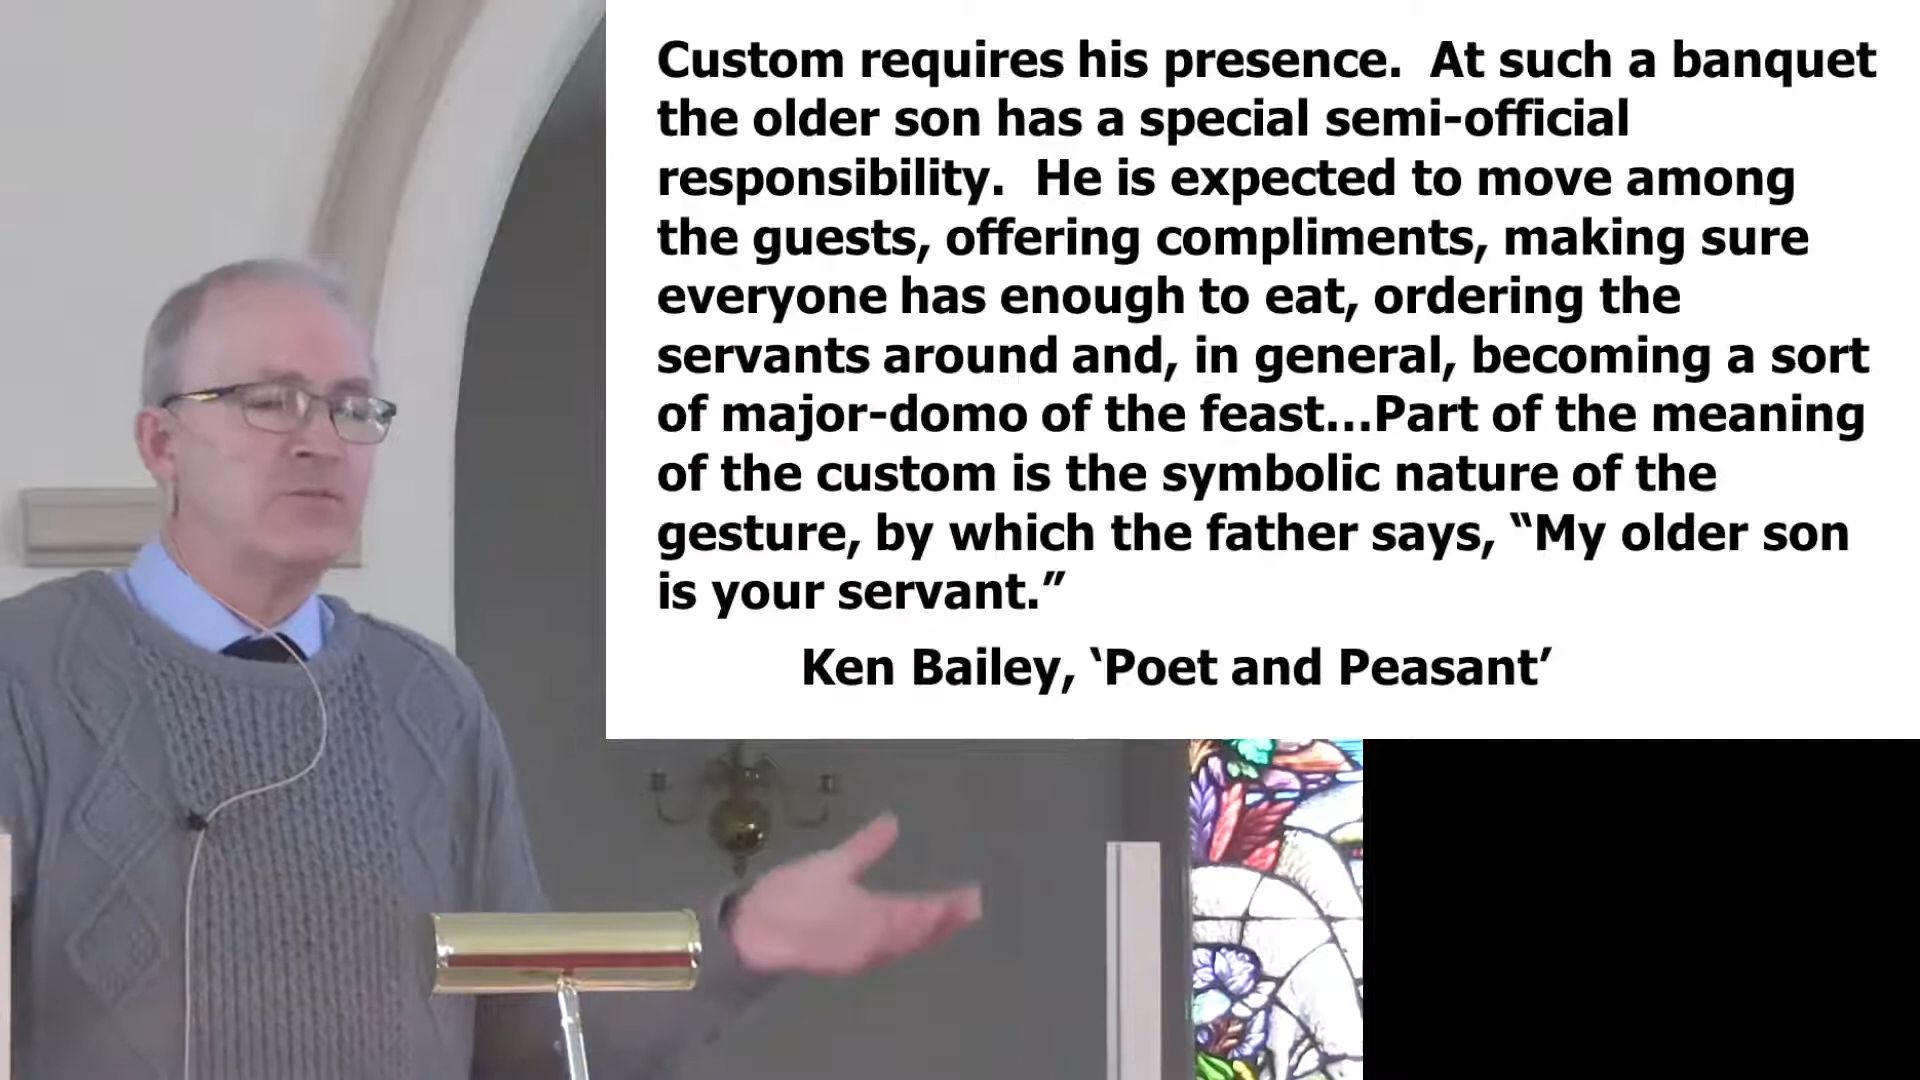 Custom requires his presence.  At such a banquet
the older son has a special semi-official
responsibility.  He is expected to move among
the guests, offering compliments, making sure
everyone has enough to eat, ordering the
servants around and, in general, becoming a sort
of major-domo of the feast...Part of the meaning
of the custom is the symbolic nature of the
gesture, by which the father says, “My older son
is your servant.”
Ken Bailey, ‘Poet and Peasant’